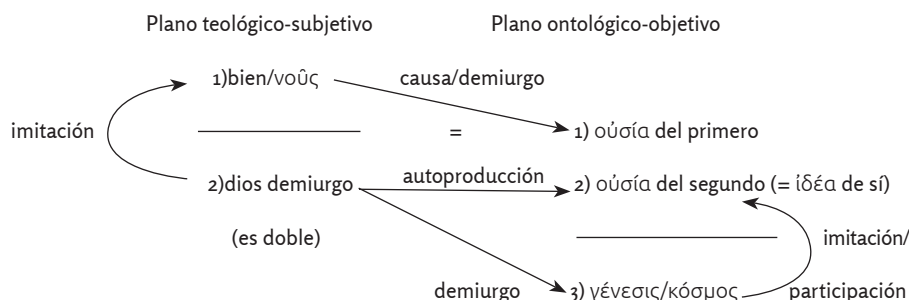 Plano teológico-subjetivo Plano ontológico-objetivo
1)bien/νοῦς causa/demiurgo
imitación = 1) οὐσία del primero
2)dios demiurgo autoproducción 2) οὐσία del segundo (= ἰδέα de sí)
(es doble) imitación/
demiurgo 3) γένεσις/κόσμος participación